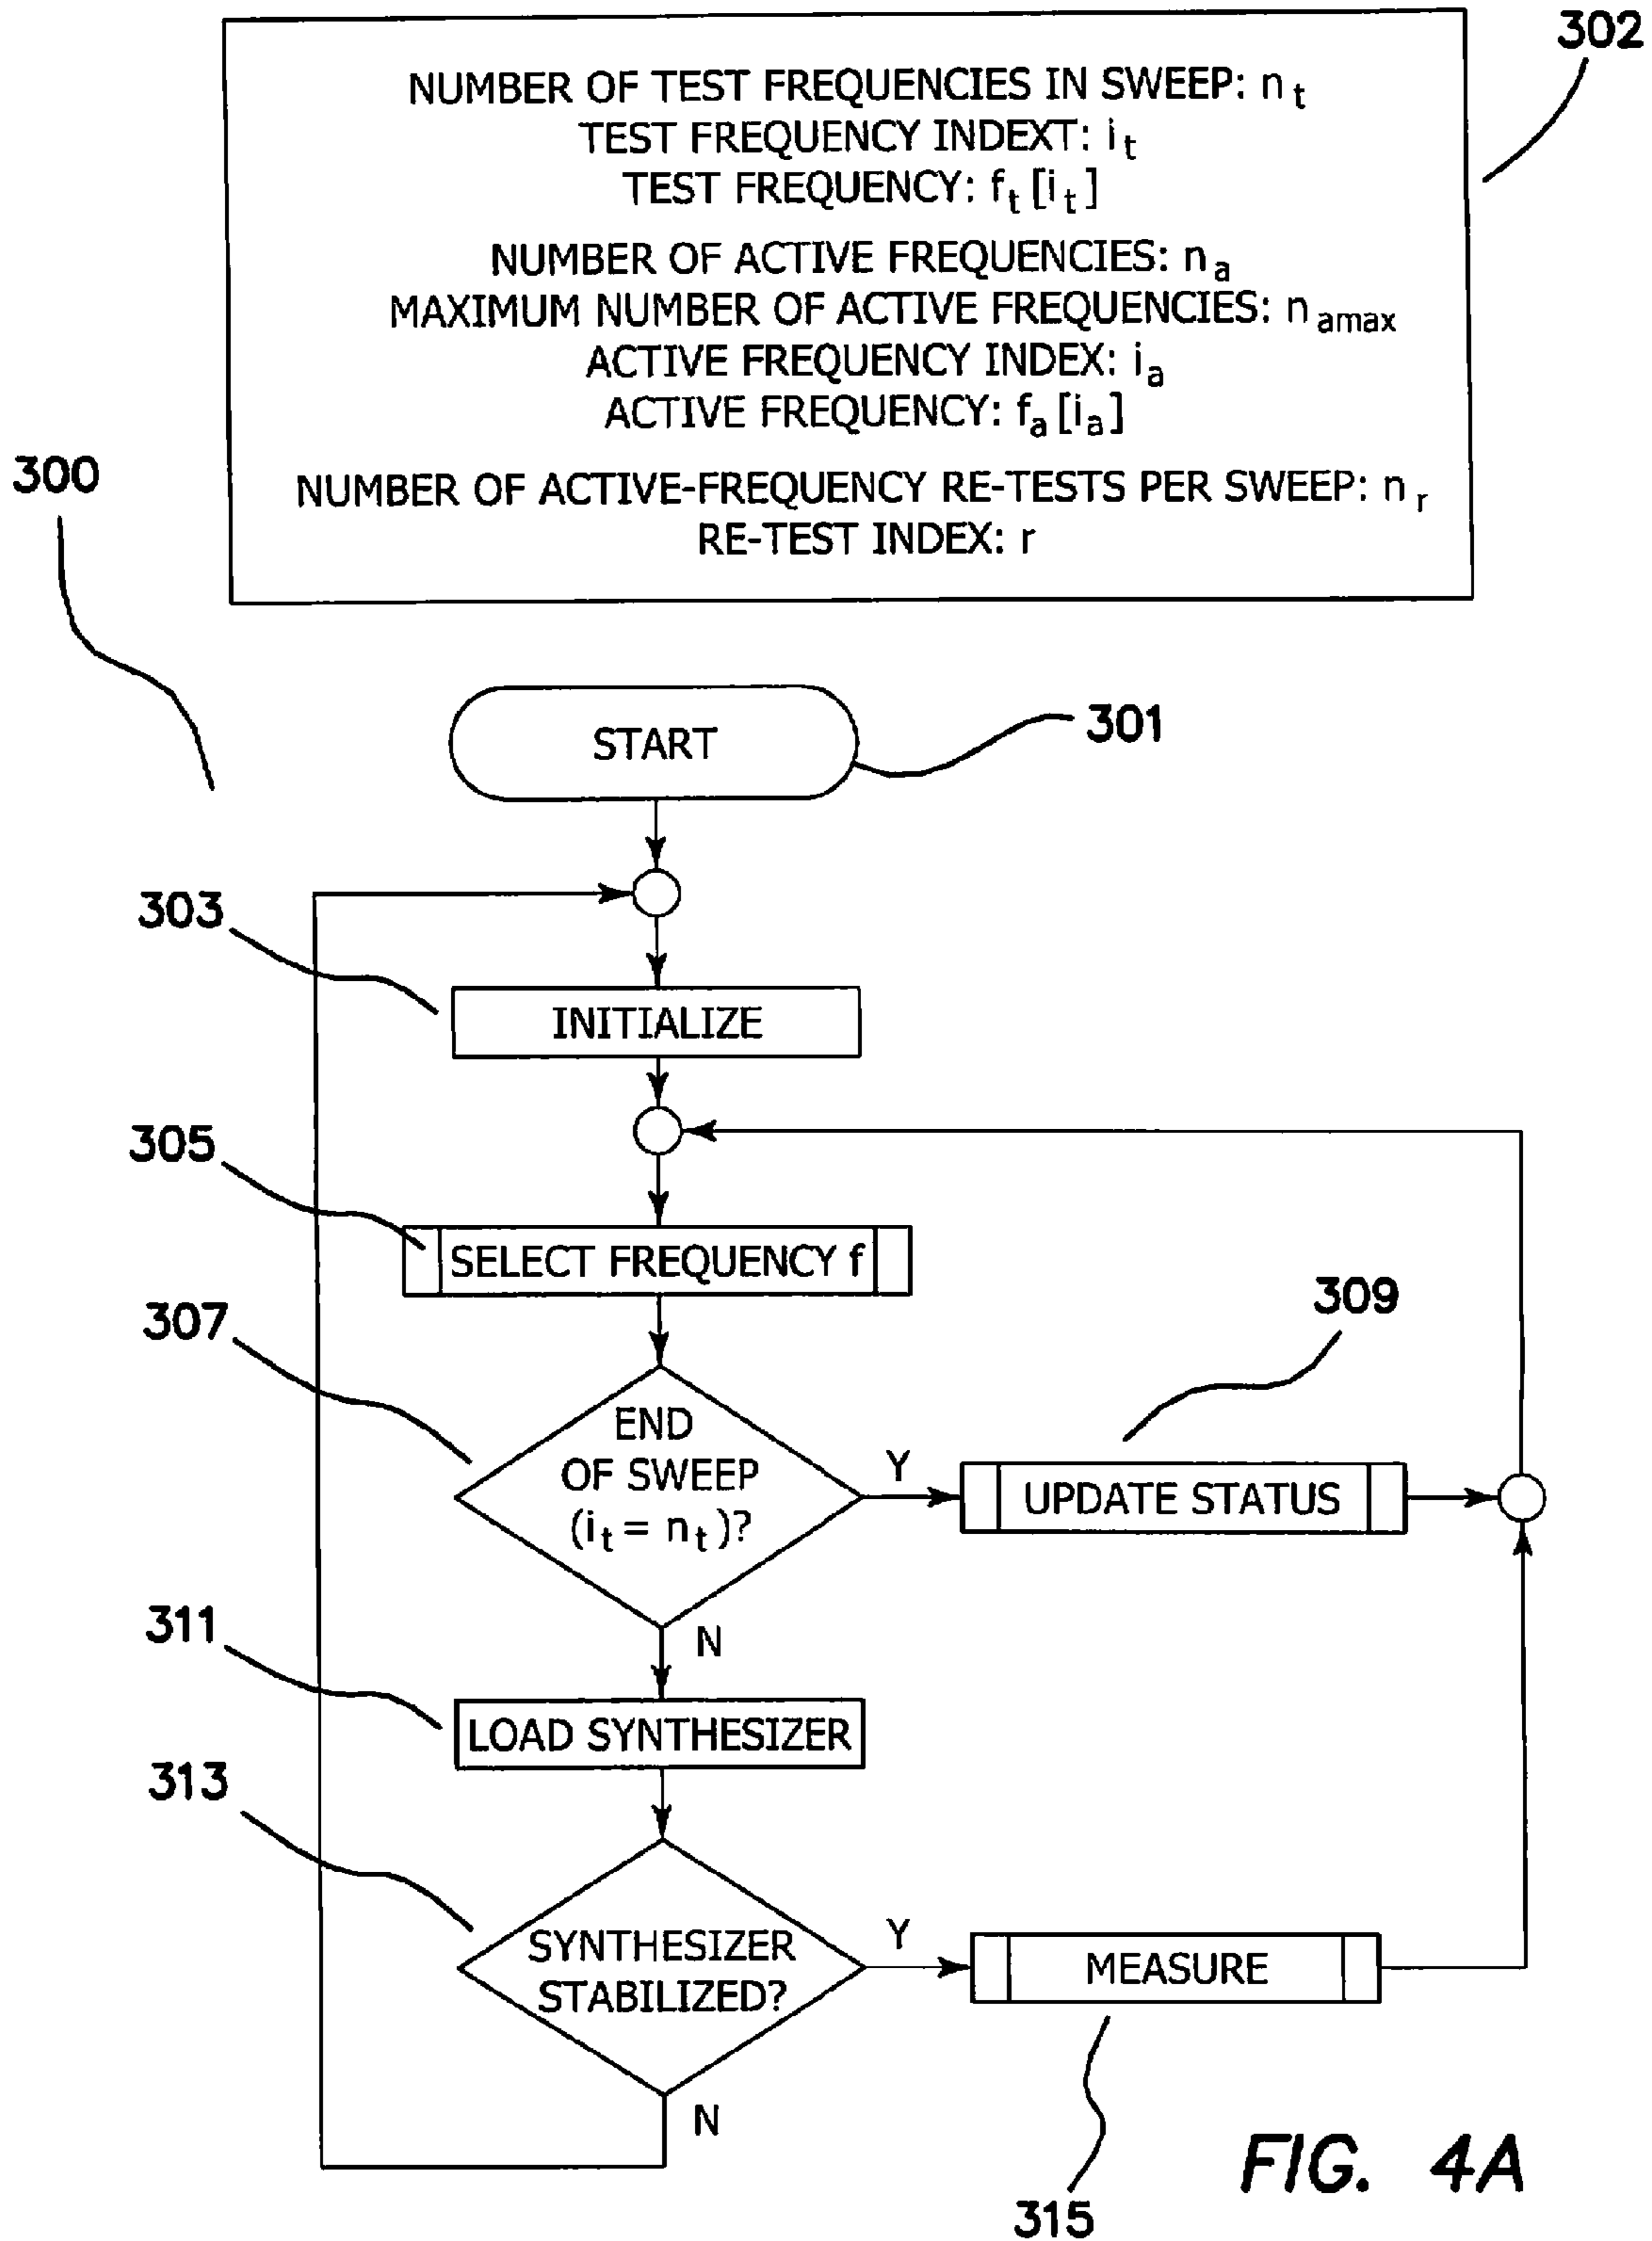 302
NUMBER OF TEST FREQUENCIES IN SWEEP: n t
TEST FREQUENCY INDEXT: i t
TEST FREQUENCY: f t [i t]
NUMBER OF ACTIVE FREQUENCIES: n a
MAXIMUM NUMBER OF ACTIVE FREQUENCIES: n amax
ACTIVE FREQUENCY INDEX: i a
ACTIVE FREQUENCY: f a [i a]
300
NUMBER OF ACTIVE-FREQUENCY RE-TESTS PER SWEEP: n r
RE-TEST INDEX: r
START
301
303
INITIALIZE
305
SELECT FREQUENCY f
307
309
END
OF SWEEP
(i t = n t)?
Y
UPDATE STATUS
N
311
LOAD SYNTHESIZER
313
SYNTHESIZER
STABILIZED?
Y
MEASURE
N
315
FIG. 4A